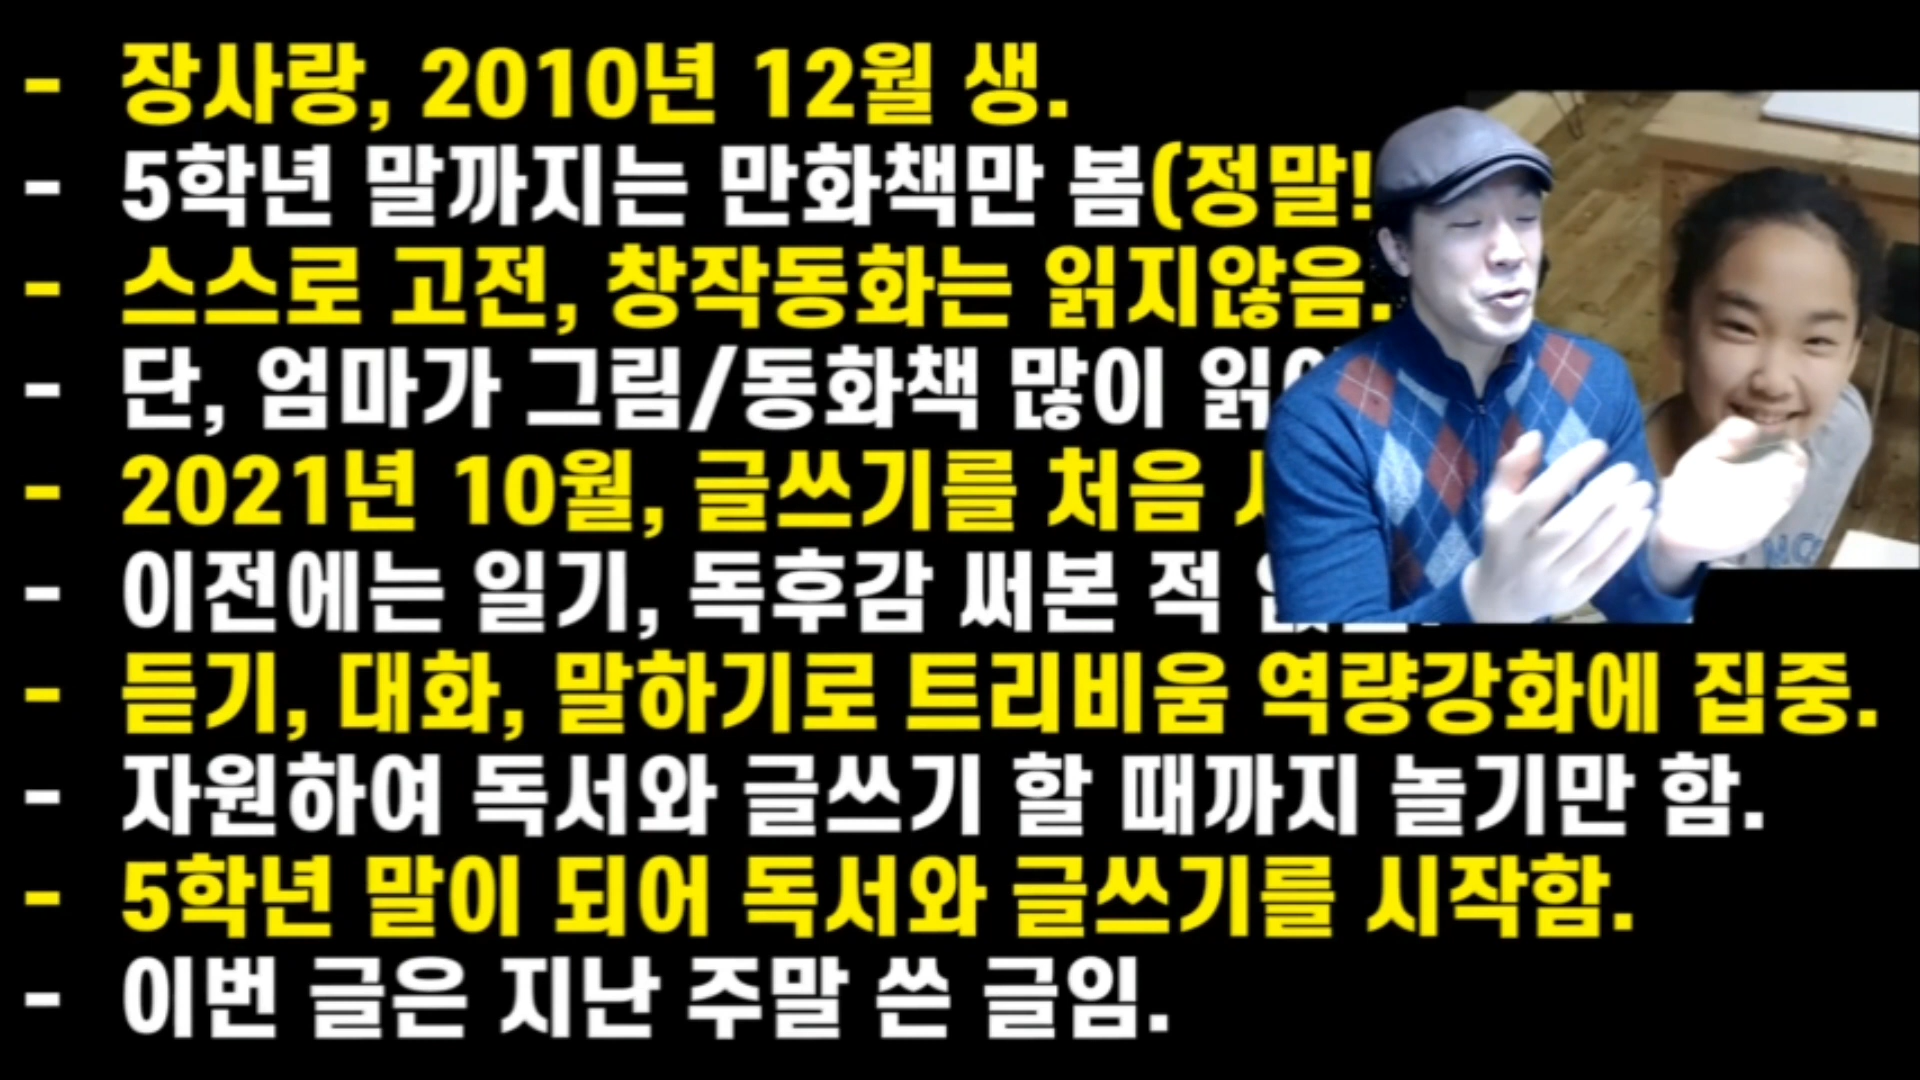 - 장사랑, 2010년 12월 생.
- 5학년 말까지는 만화책만 봄(정말!
- 스스로 고전, 창작동화는 읽지않음.
- 단, 엄마가 그림/동화책 많이
- 2021년 10월, 글쓰기를 처음
- 이전에는 일기, 독후감 써본 적
- 듣기, 대화, 말하기로 트리비움 역량강화에 집중.
- 자원하여 독서와 글쓰기 할 때까지 놀기만 함.
- 5학년 말이 되어 독서와 글쓰기를 시작함.
- 이번 글은 지난 주말 쓴 글임.